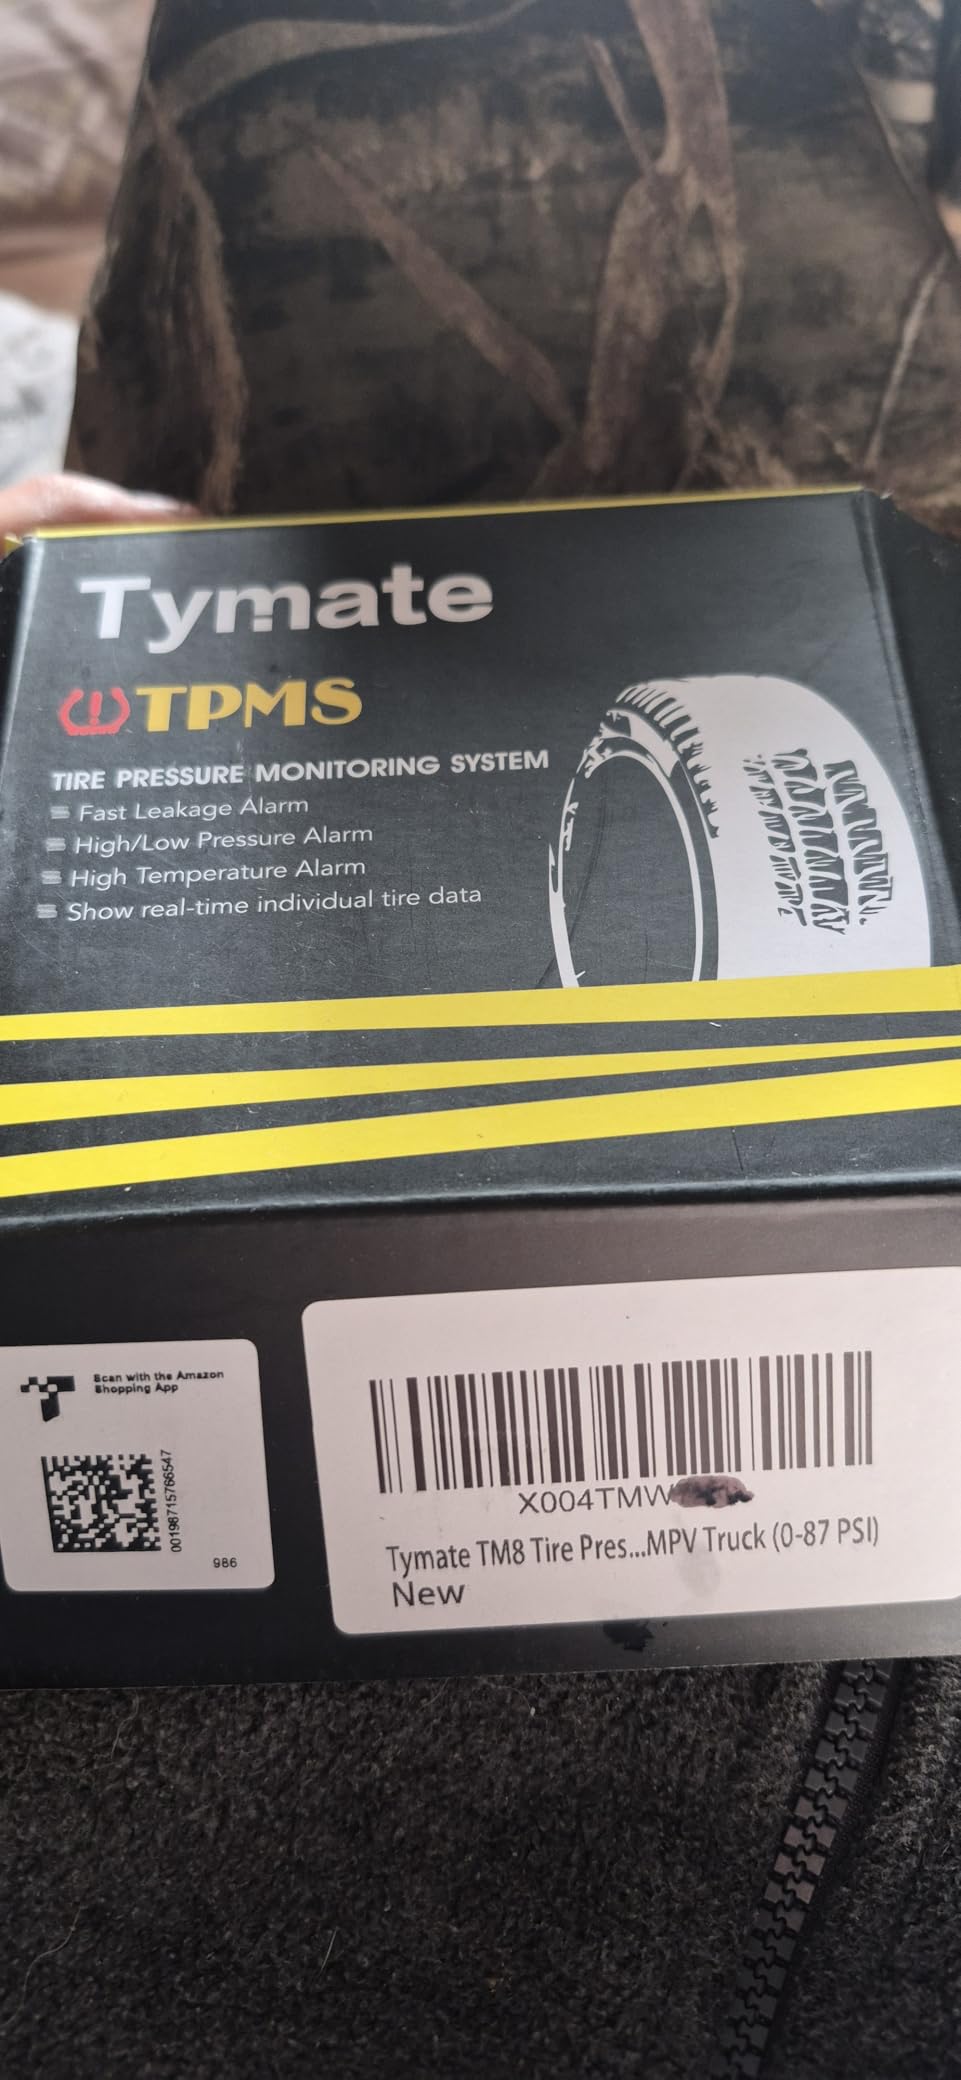 Tymate
TPMS
TIRE PRESSURE MONITORING SYSTEM
Fast Leakage Alarm
High/Low Pressure Alarm
High Temperature Alarm
Show real-time individual tire data
Scan with the Amazon
Shopping App
001987157665​47
986
X004TMW
Tymate TM8 Tire Pres...MPV Truck (0-87 PSI)
New